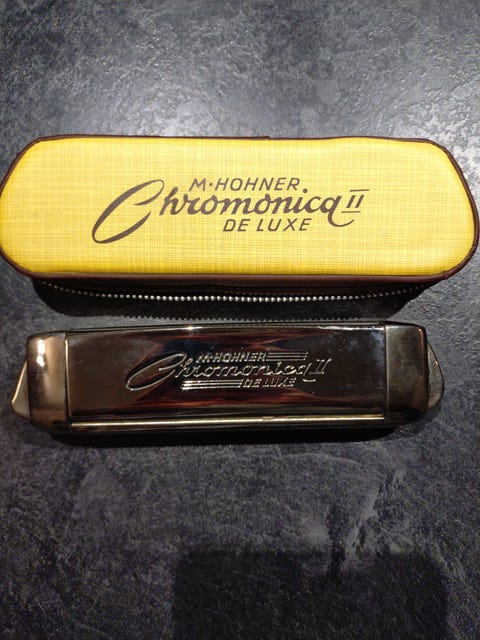 M·HOHNER
Chromonica II
DE LUXE
M·HOHNER
Chromonica II
DE LUXE